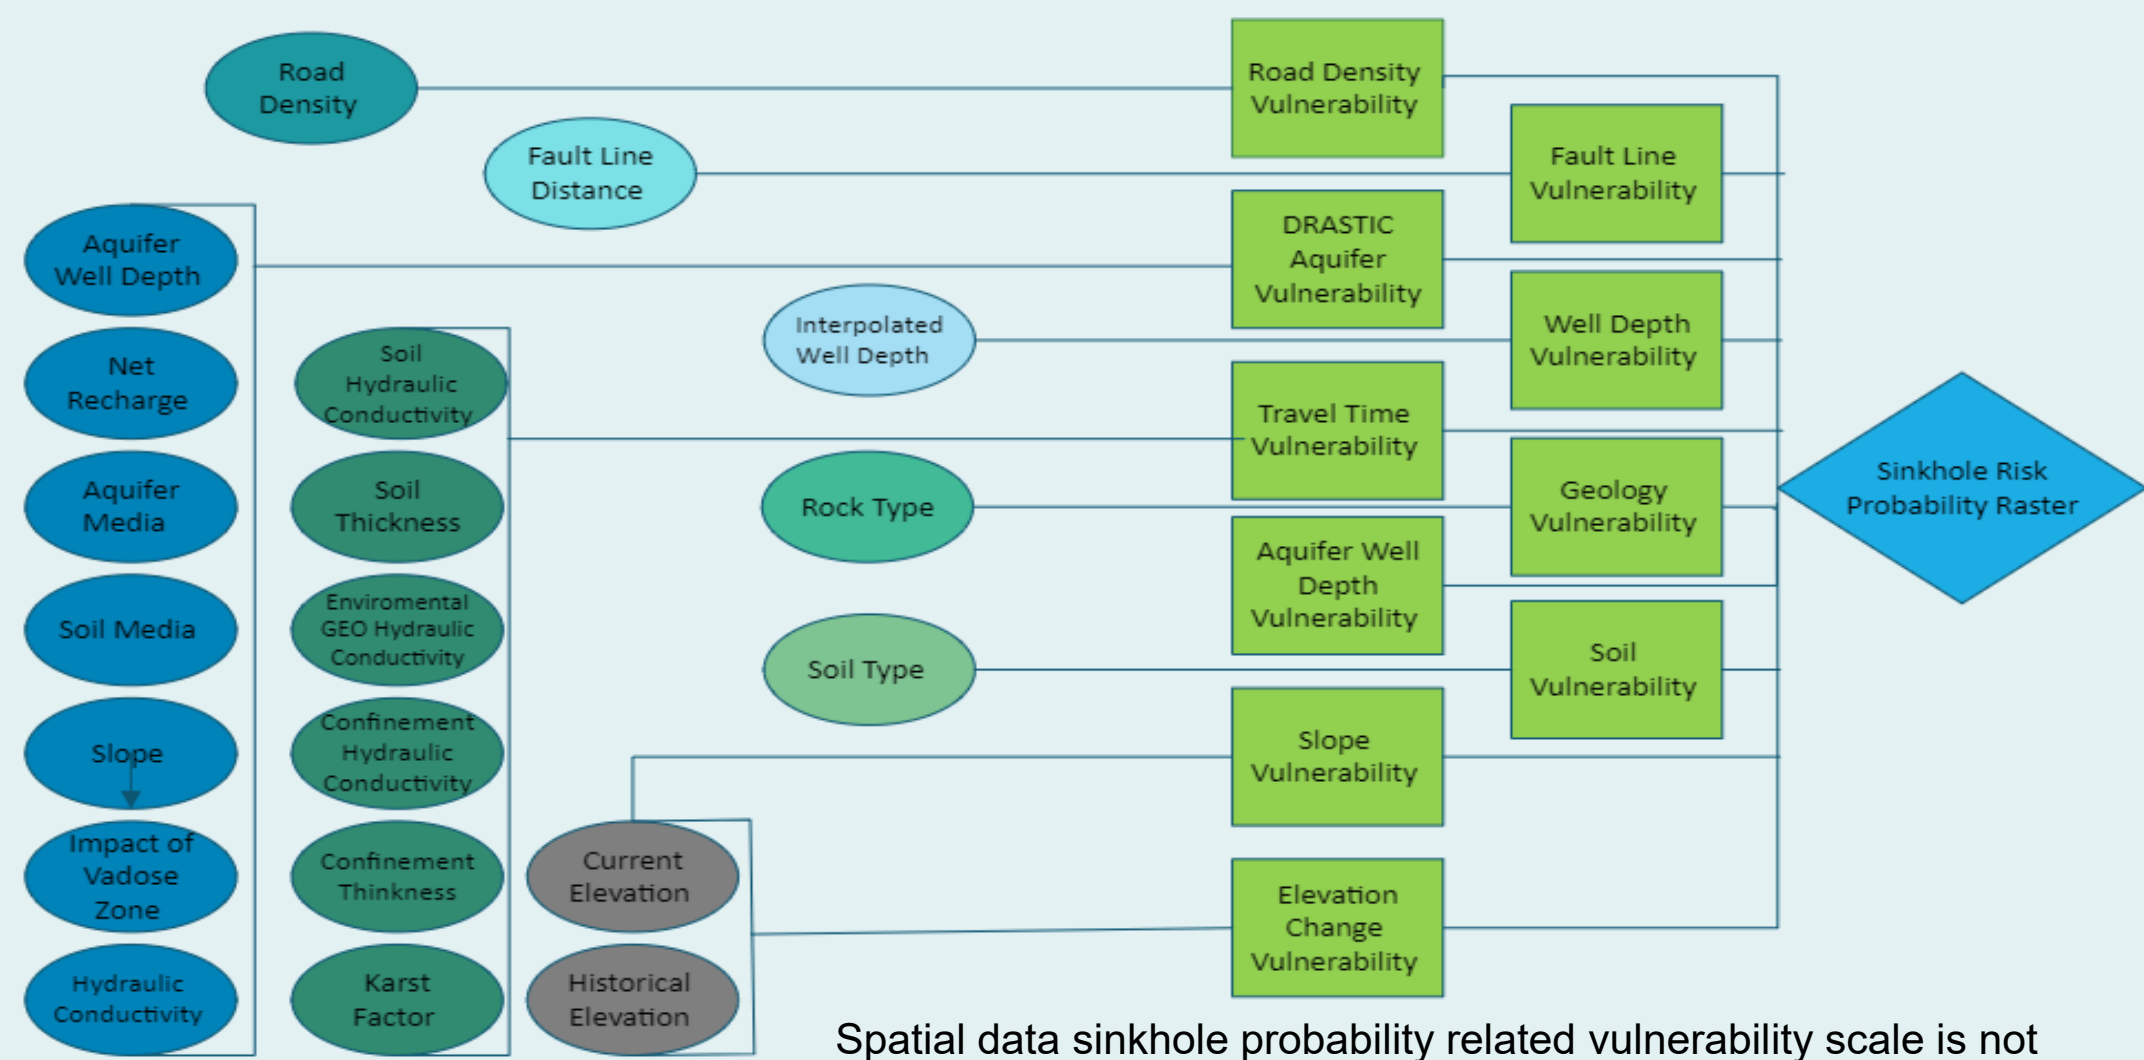 Road
Density
Road Density
Vulnerability
Fault Line
Distance
Fault Line
Vulnerability
Aquifer
Well Depth
DRASTIC
Aquifer
Vulnerability
Interpolated
Well Depth
Well Depth
Vulnerability
Net
Recharge
Soil
Hydraulic
Conductivity
Travel Time
Vulnerability
Aquifer
Media
Soil
Thickness
Rock Type
Geology
Vulnerability
Sinkhole Risk
Probability Raster
Aquifer Well
Depth
Vulnerability
Soil Media
Enviromental
GEO Hydraulic
Conductivity
Soil Type
Soil
Vulnerability
Slope
Confinement
Hydraulic
Conductivity
Slope
Vulnerability
Impact of
Vadose
Zone
Confinement
Thinkness
Current
Elevation
Elevation
Change
Vulnerability
Hydraulic
Conductivity
Karst
Factor
Historical
Elevation
Spatial data sinkhole probability related vulnerability scale is not